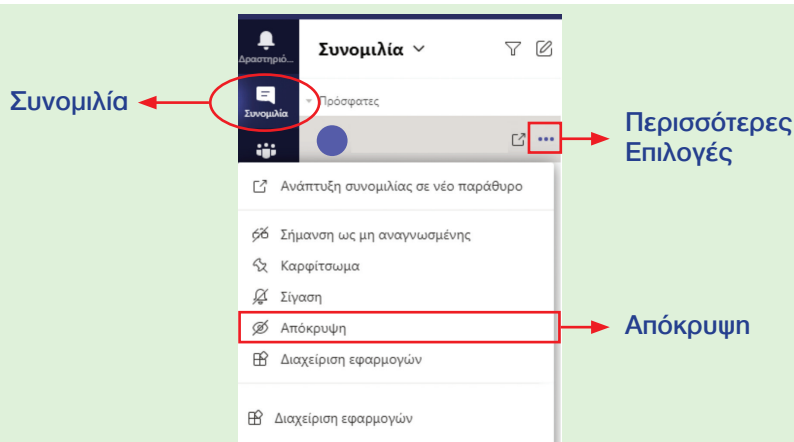 Δραστηριό...
Συνομιλία
Συνομιλία
Συνομιλία
Πρόσφατες
Περισσότερες
Επιλογές
Ανάπτυξη συνομιλίας σε νέο παράθυρο
Σήμανση ως μη αναγνωσμένης
Καρφίτσωμα
Σίγαση
Απόκρυψη
Απόκρυψη
Διαχείριση εφαρμογών
Διαχείριση εφαρμογών